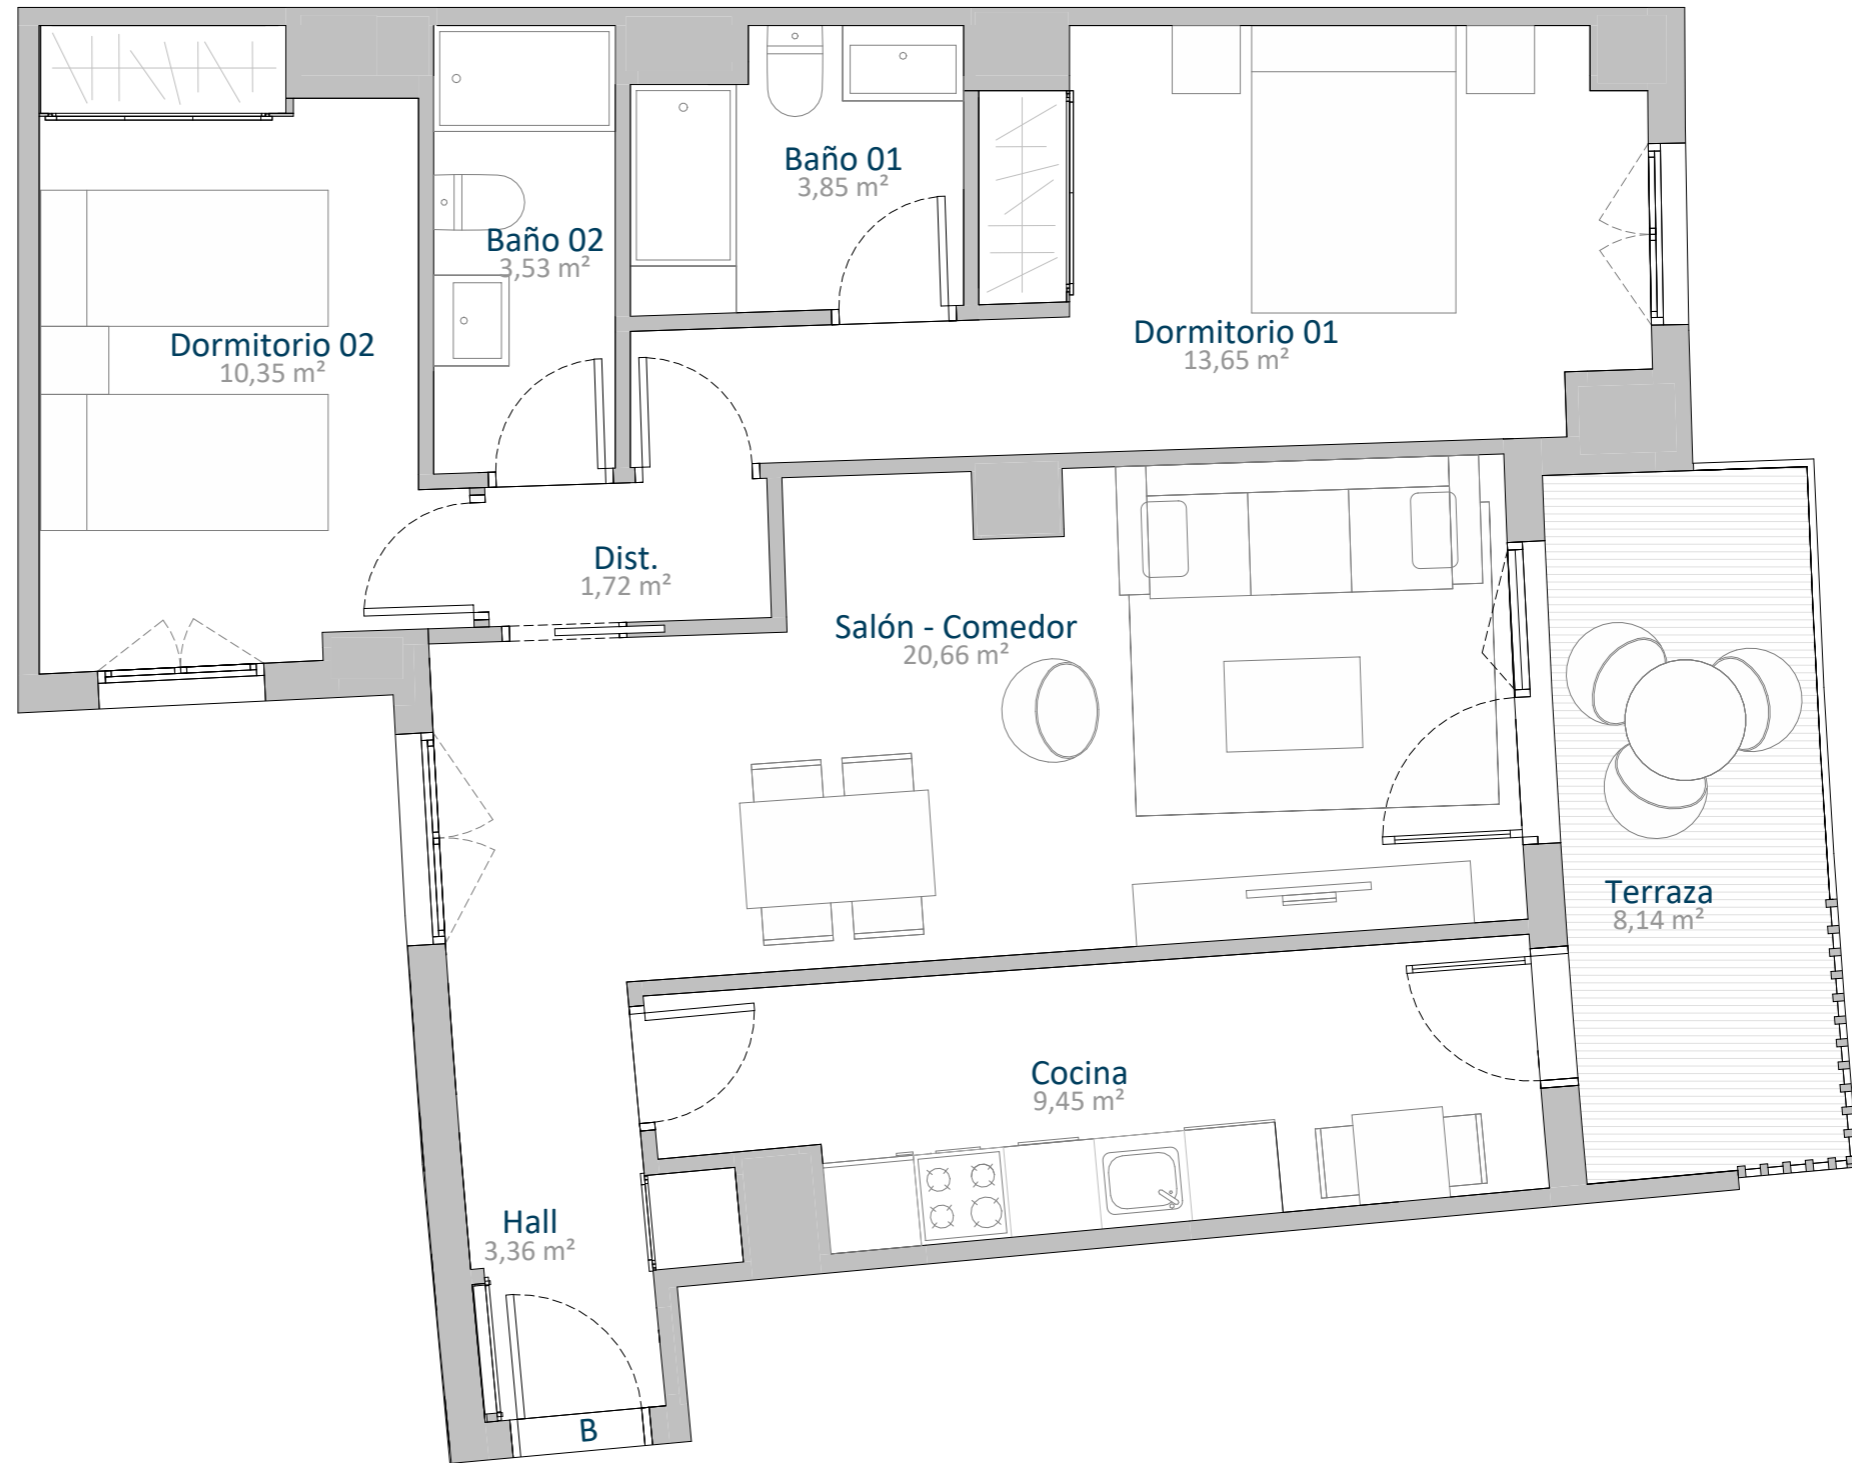 Baño 01
3,85 m²
Baño 02
3,53 m²
Dormitorio 02
10,35 m²
Dormitorio 01
13,65 m²
Dist.
1,72 m²
Salón - Comedor
20,66 m²
Terraza
8,14 m²
Cocina
9,45 m²
Hall
3,36 m²
B